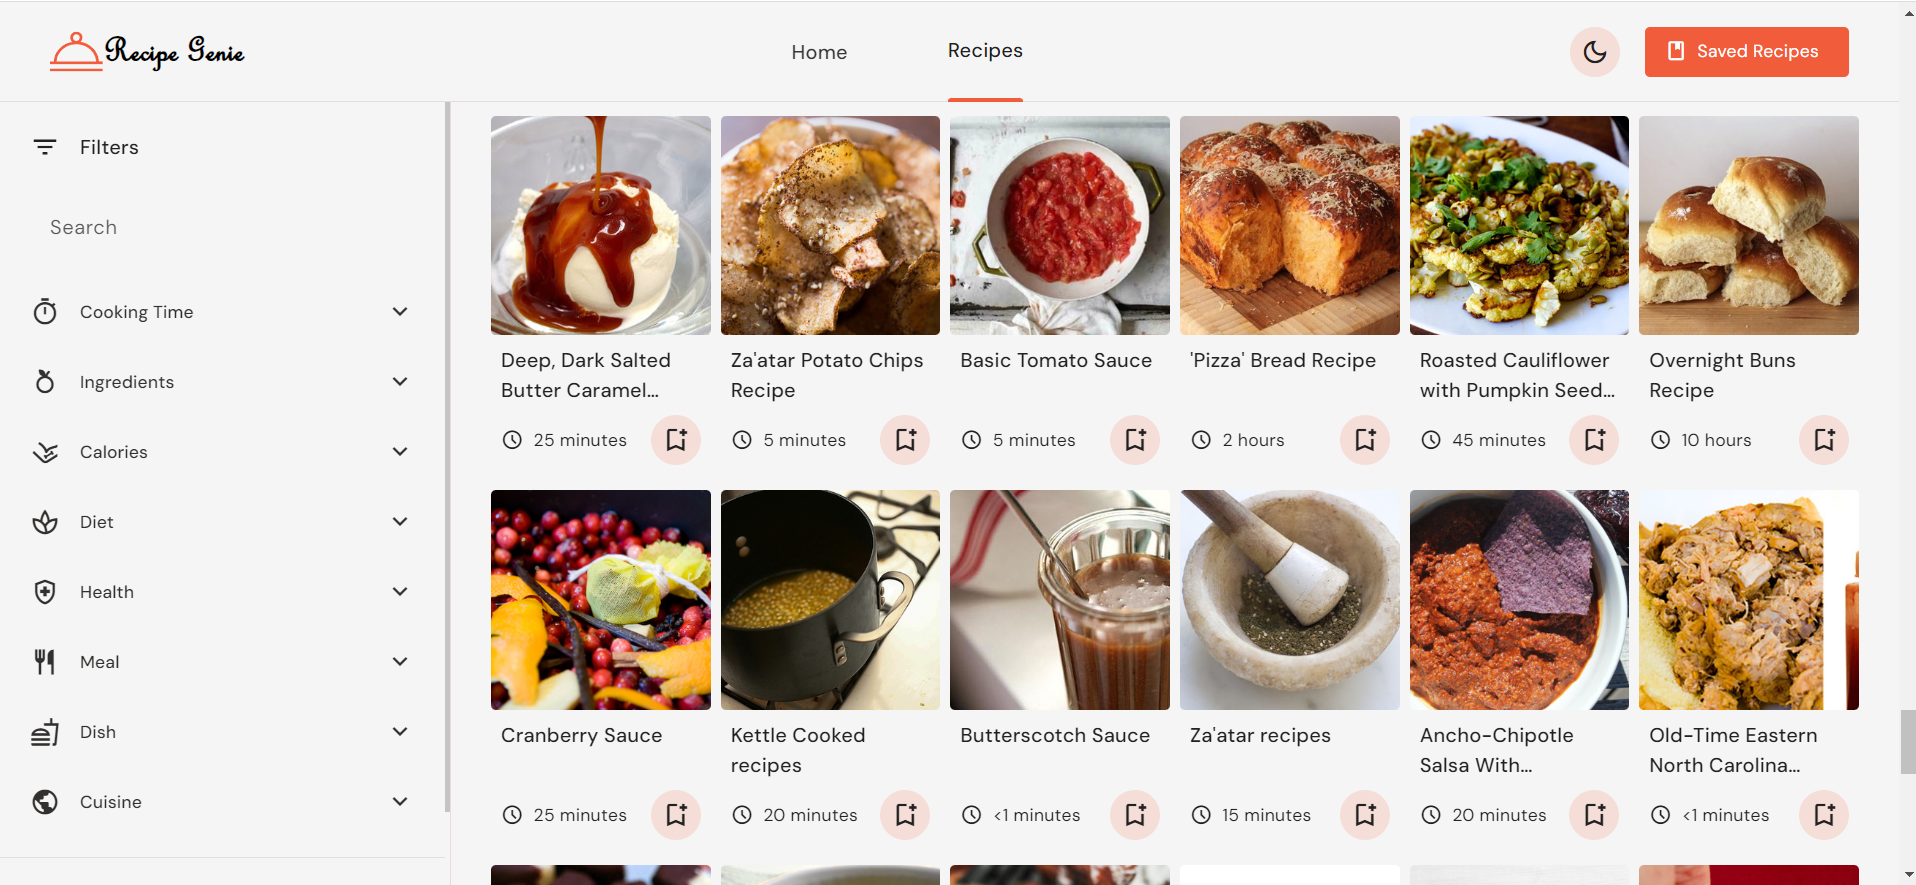 Recipe Genie
Home
Recipes
Saved Recipes
Filters
Search
Cooking Time
Ingredients
Calories
Diet
Health
Meal
Dish
Cuisine
Deep, Dark Salted
Butter Caramel...
25 minutes
Za'atar Potato Chips
Recipe
5 minutes
Basic Tomato Sauce
5 minutes
'Pizza' Bread Recipe
2 hours
Roasted Cauliflower
with Pumpkin Seed...
45 minutes
Overnight Buns
Recipe
10 hours
Cranberry Sauce
25 minutes
Kettle Cooked
recipes
20 minutes
Butterscotch Sauce
<1 minutes
Za'atar recipes
15 minutes
Ancho-Chipotle
Salsa With...
20 minutes
Old-Time Eastern
North Carolina...
<1 minutes